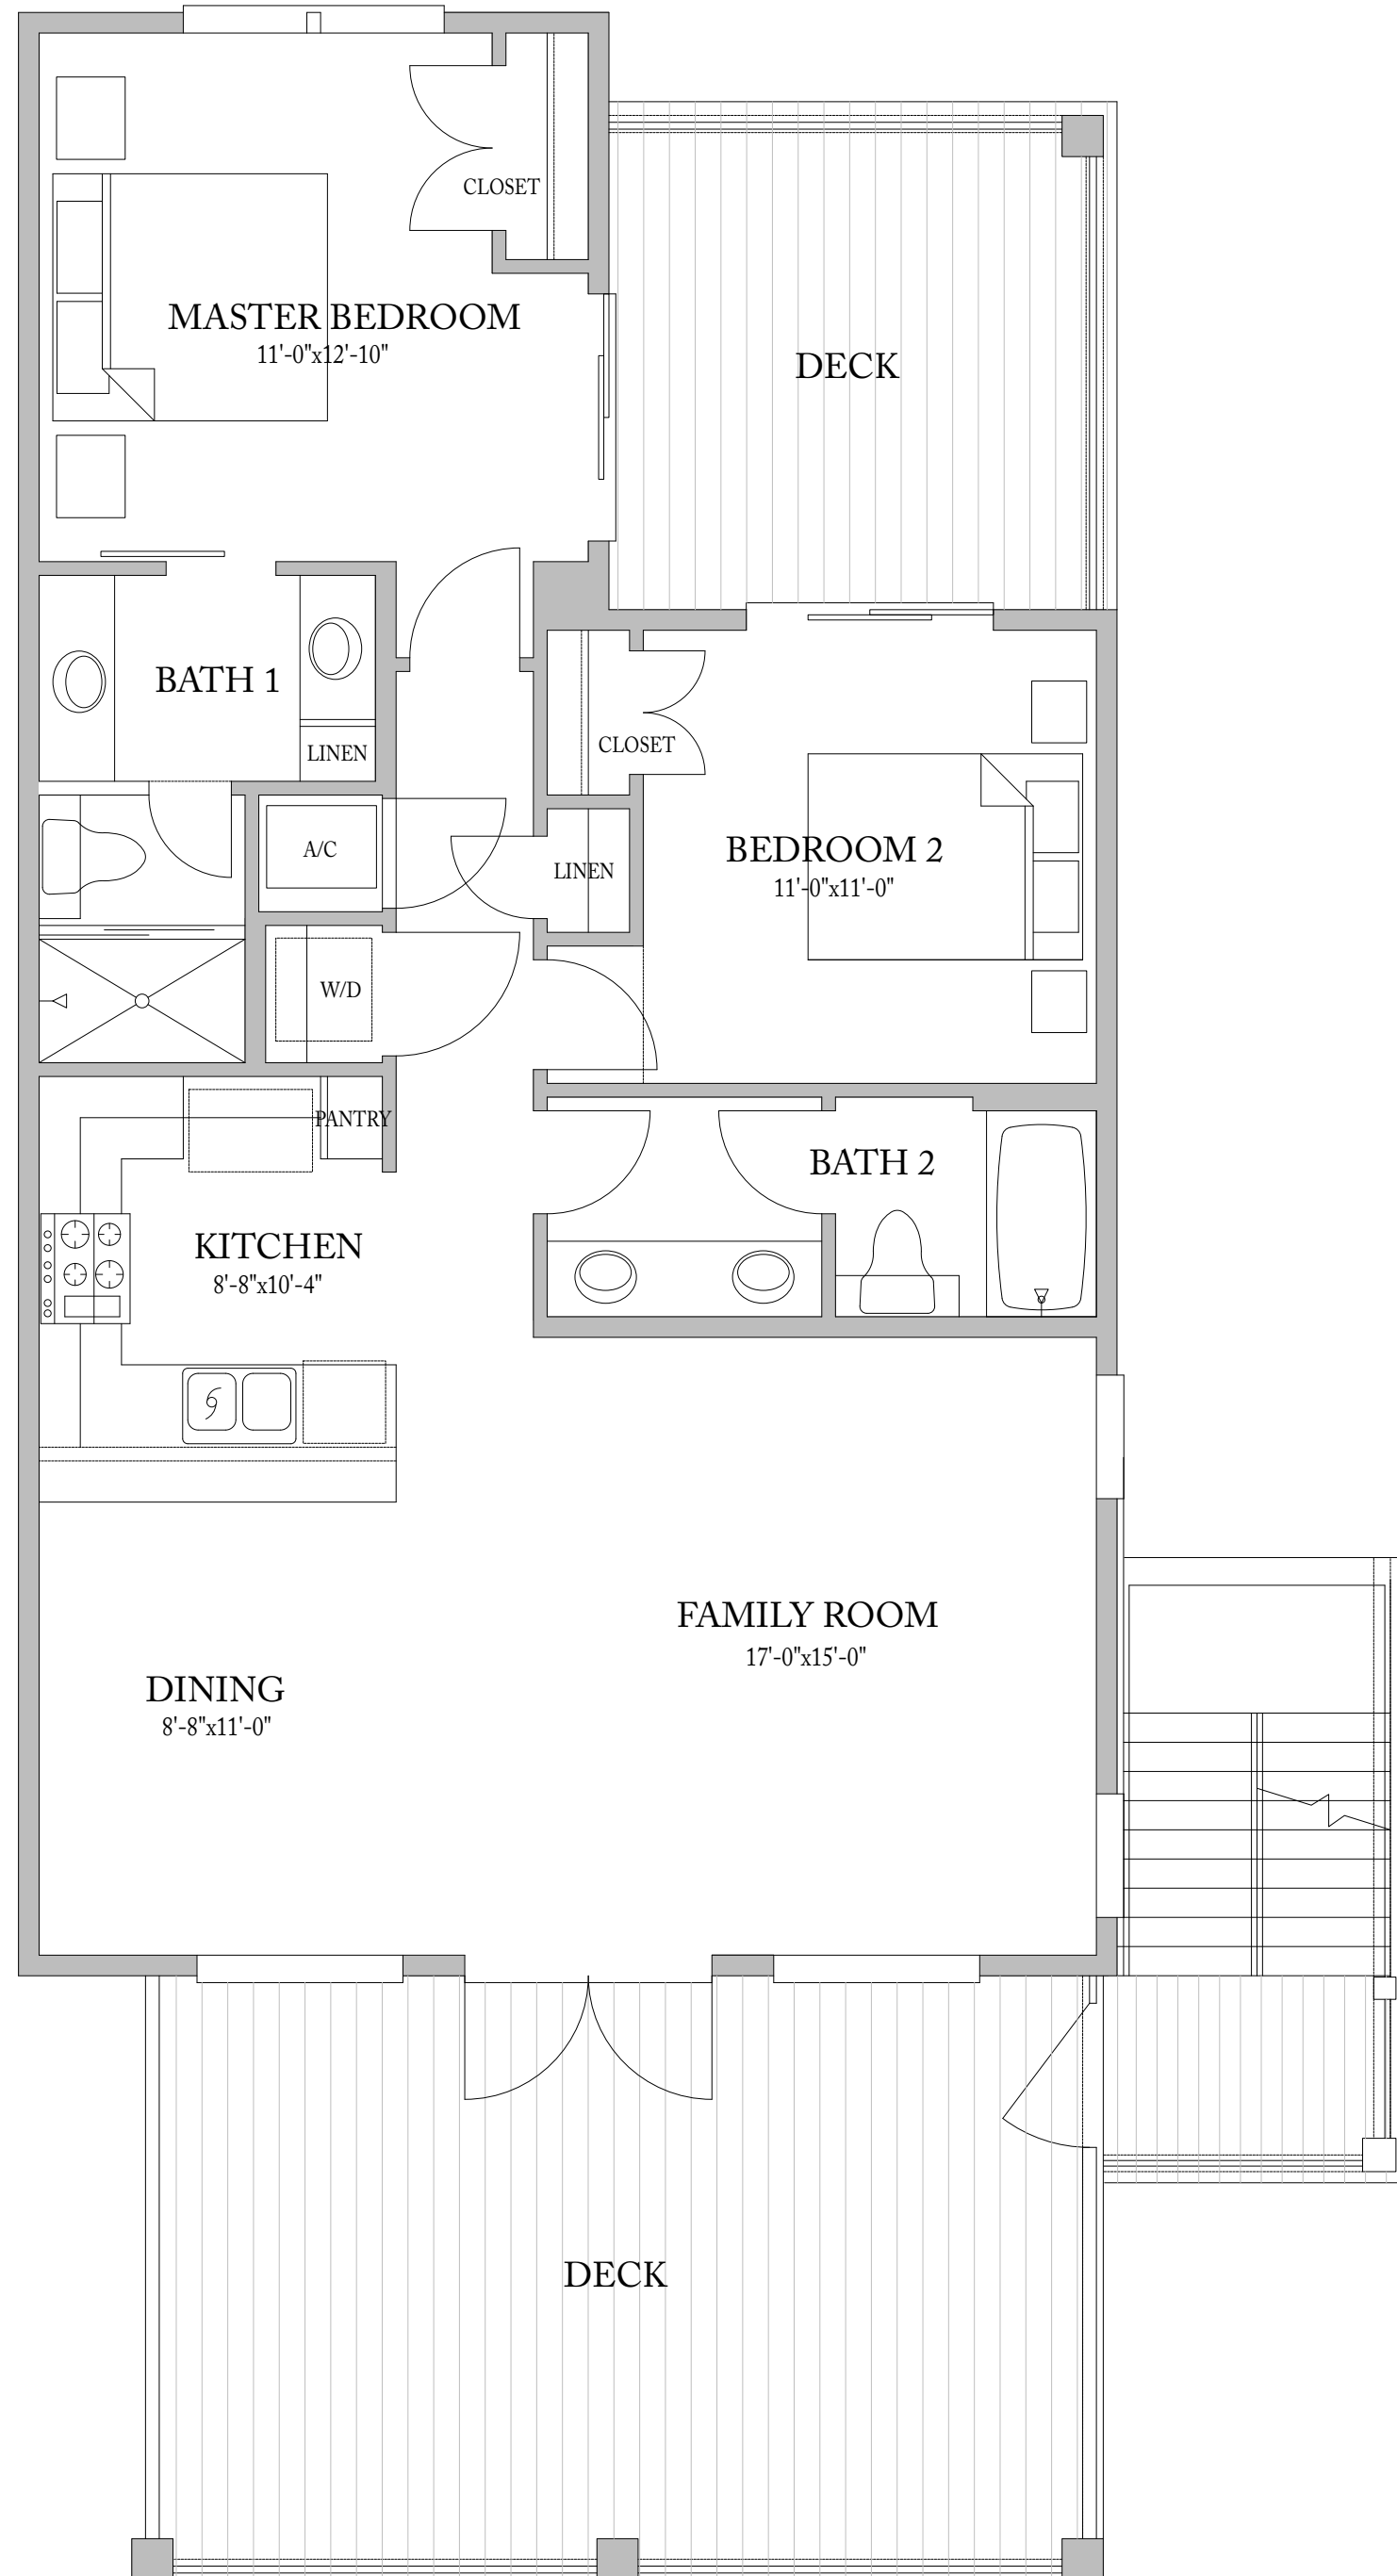 CLOSET
MASTER BEDROOM
11'-0"x12'-10"
DECK
BATH 1
LINEN
CLOSET
A/C
LINEN
BEDROOM 2
11'-0"x11'-0"
W/D
PANTRY
BATH 2
KITCHEN
8'-8"x10'-4"
FAMILY ROOM
17'-0"x15'-0"
DINING
8'-8"x11'-0"
DECK